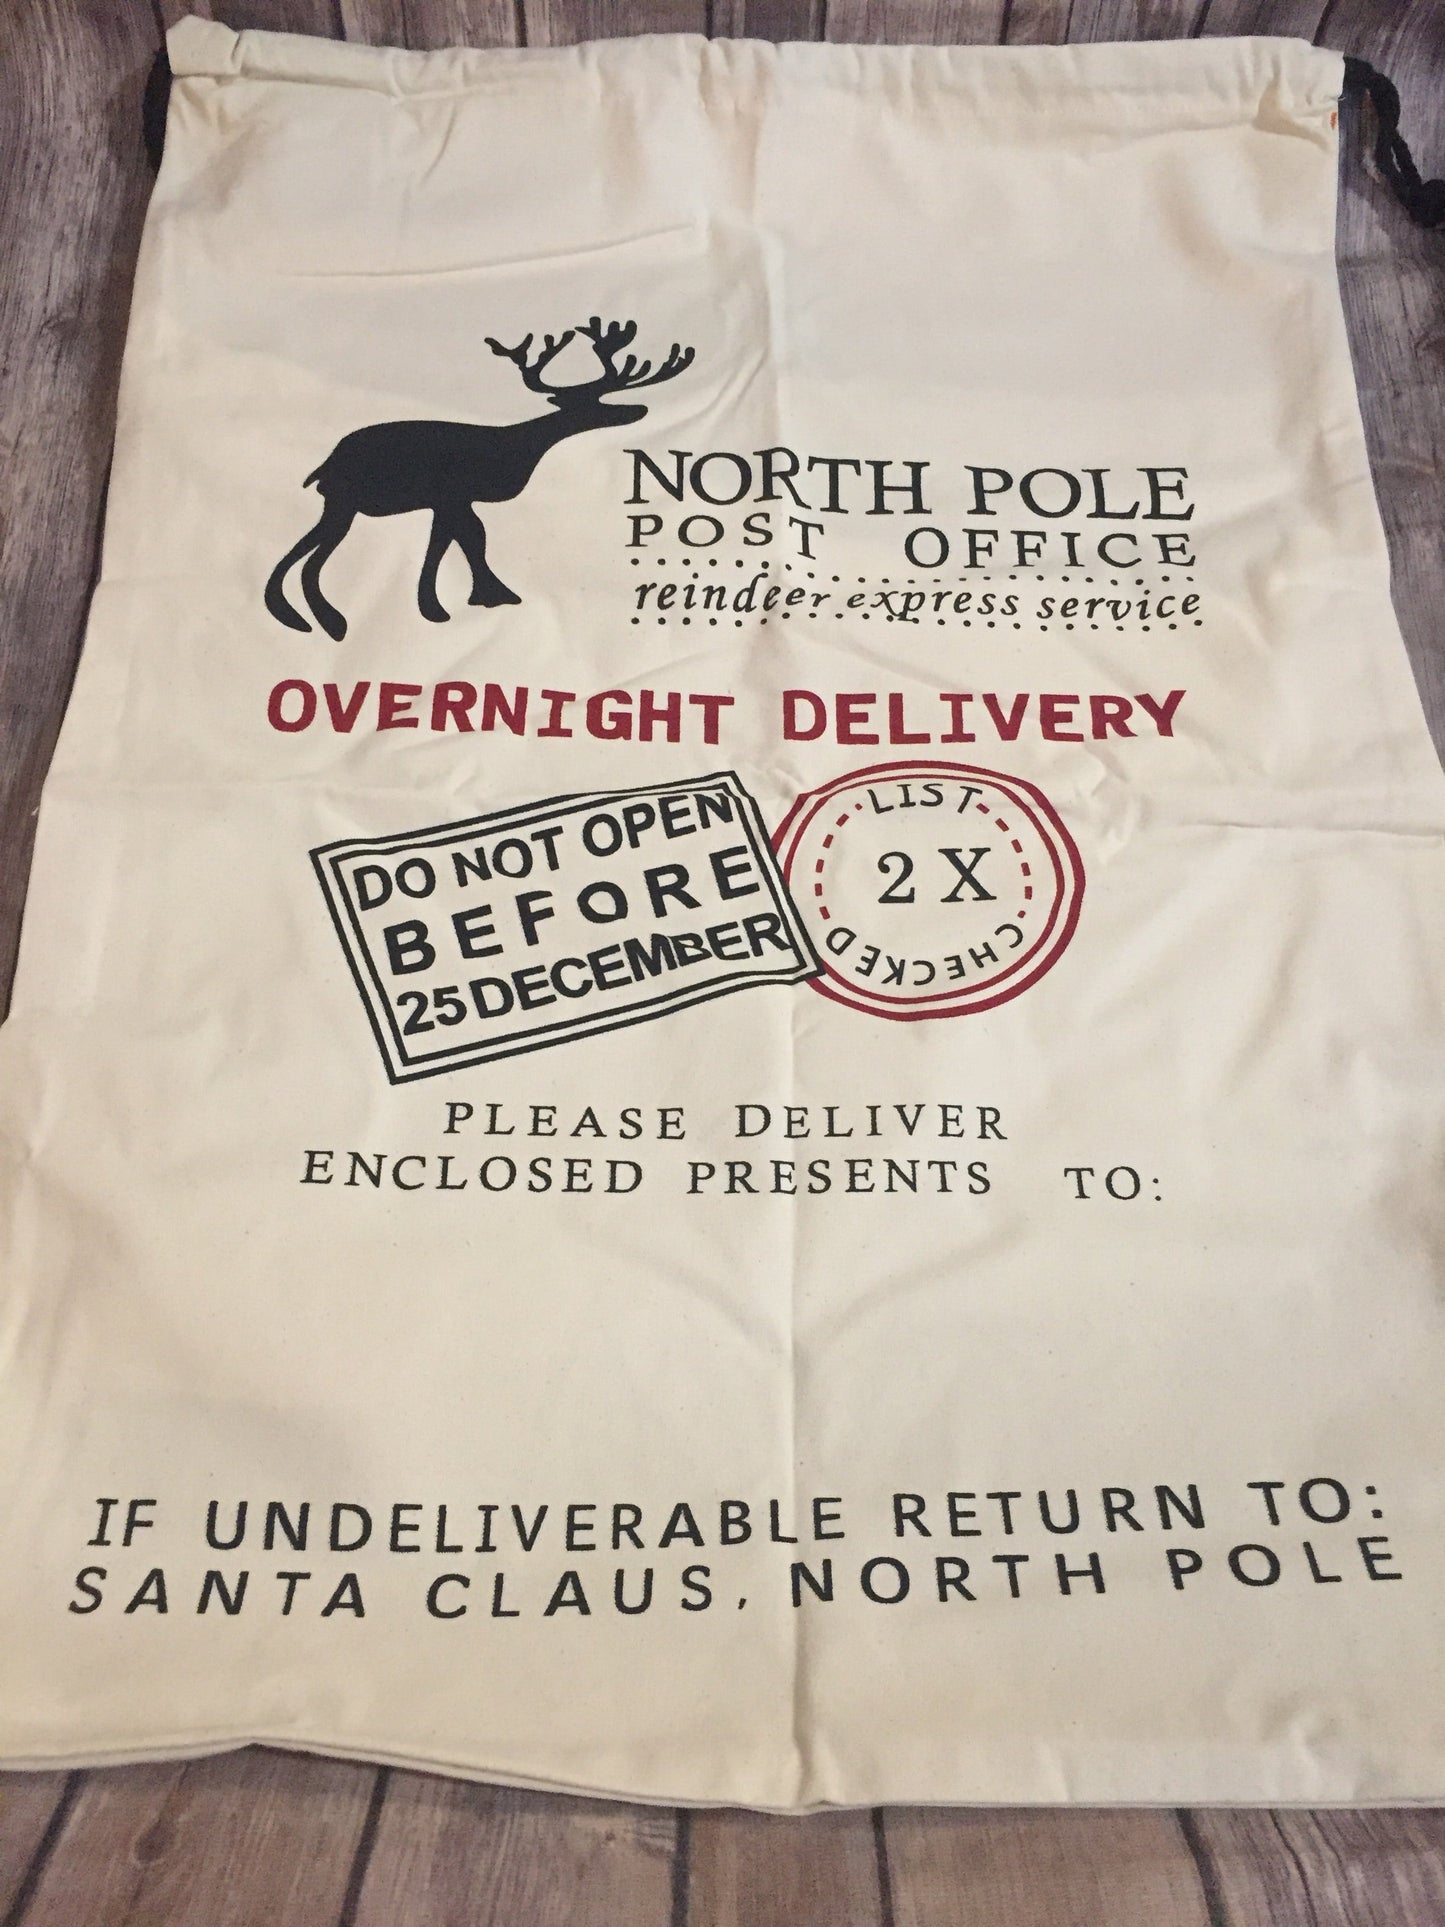 NORTH POLE
POST OFFICE
reindeer express service
OVERNIGHT DELIVERY
DO NOT OPEN
BEFORE
25 DECEMBER
LIST
2 X
CHECKED
PLEASE DELIVER
ENCLOSED PRESENTS TO:
IF UNDELIVERABLE RETURN TO:
SANTA CLAUS, NORTH POLE